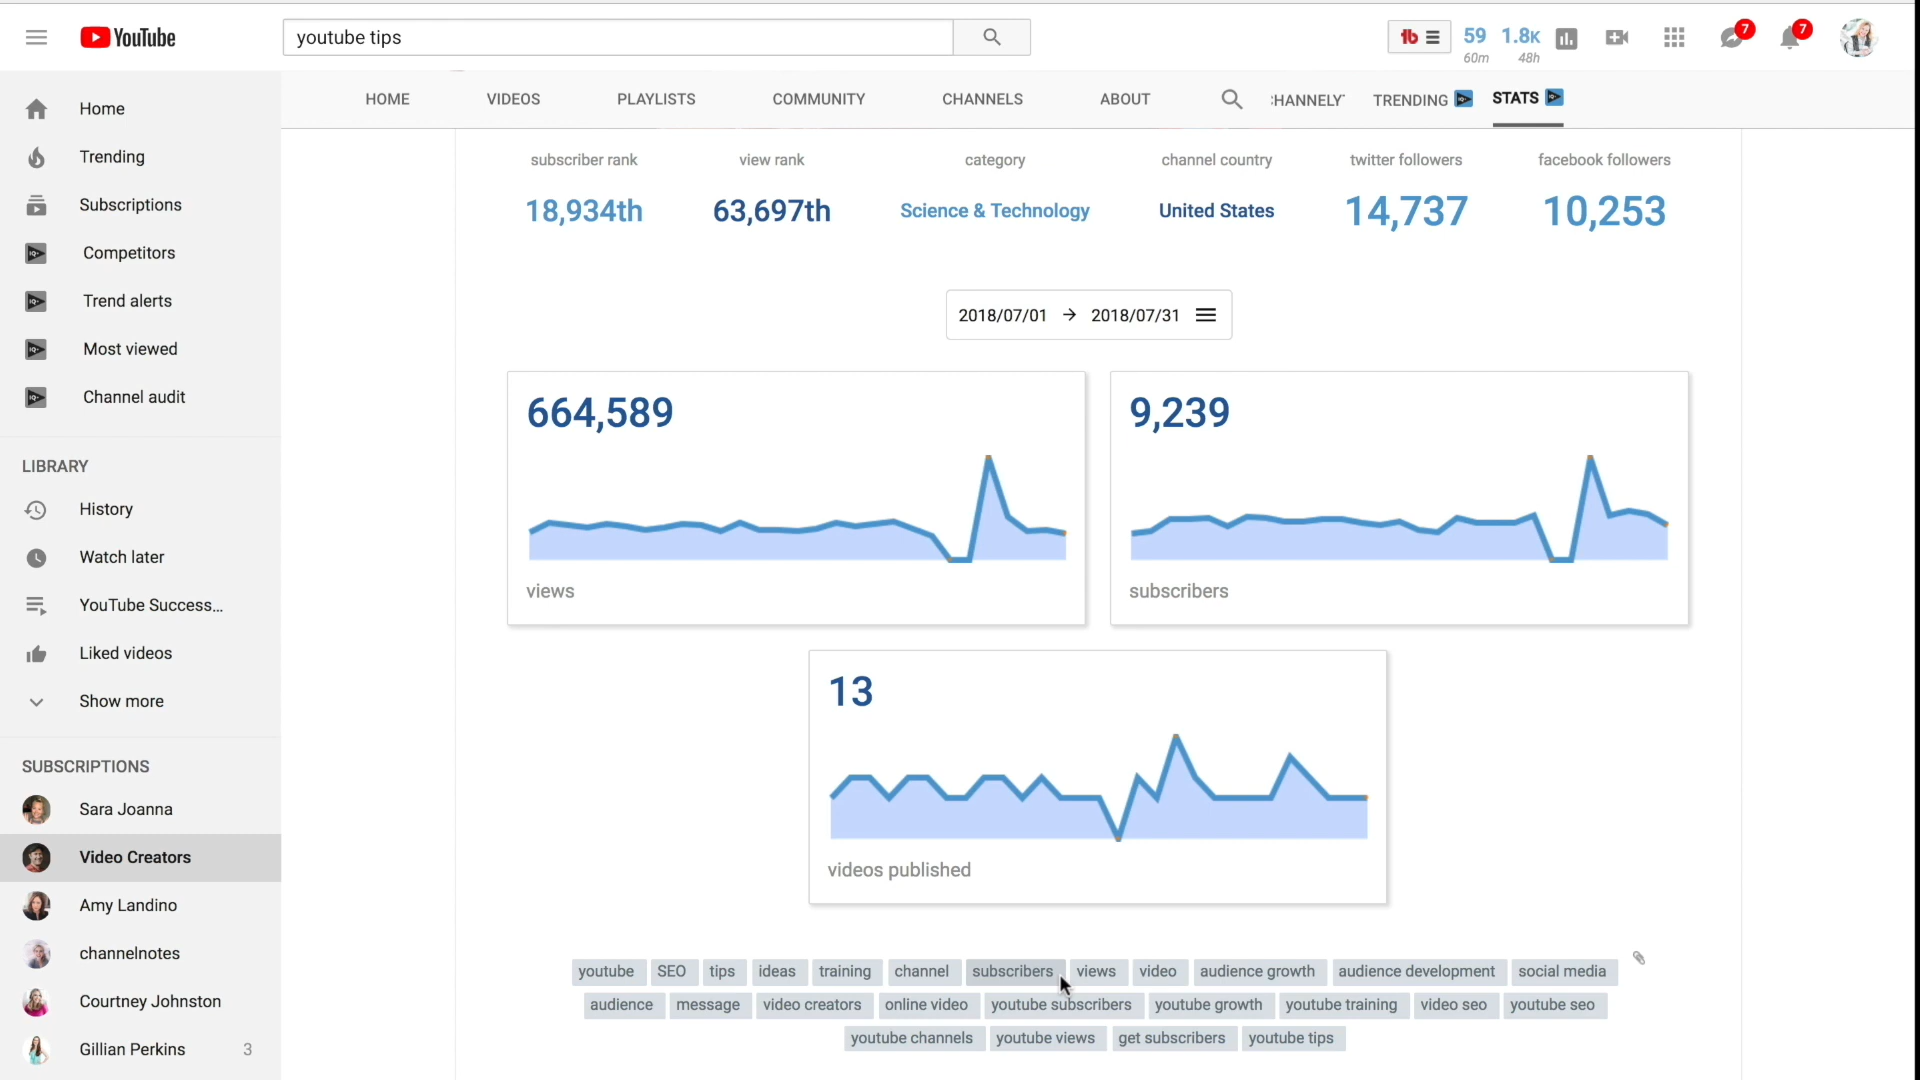 YouTube
youtube tips
59
60m
1.8K
48h
7
7
HOME
VIDEOS
PLAYLISTS
COMMUNITY
CHANNELS
ABOUT
HANNELY
TRENDING
STATS
Home
Trending
Subscriptions
Competitors
Trend alerts
Most viewed
Channel audit
LIBRARY
History
Watch later
YouTube Success...
Liked videos
Show more
SUBSCRIPTIONS
Sara Joanna
Video Creators
Amy Landino
channelnotes
Courtney Johnston
Gillian Perkins 3
subscriber rank
18,934th
view rank
63,697th
category
Science & Technology
channel country
United States
twitter followers
14,737
facebook followers
10,253
2018/07/01 → 2018/07/31
664,589
views
9,239
subscribers
13
videos published
youtube SEO tips ideas training channel subscribers views video audience growth audience development social media
audience message video creators online video youtube subscribers youtube growth youtube training video seo youtube seo
youtube channels youtube views get subscribers youtube tips